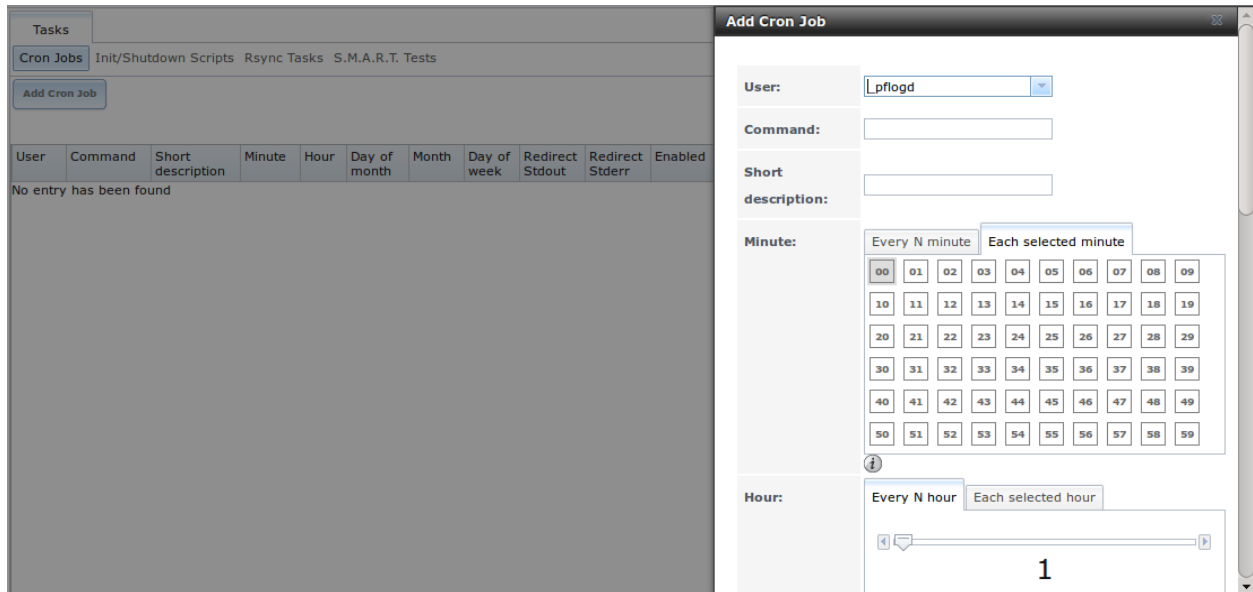 Tasks
Cron Jobs Init/Shutdown Scripts Rsync Tasks S.M.A.R.T. Tests
Add Cron Job
User Command Short description Minute Hour Day of month Month Day of week Redirect Stdout Redirect Stderr Enabled
No entry has been found
Add Cron Job
User: _pflogd
Command:
Short
description:
Minute: Every N minute Each selected minute
00 01 02 03 04 05 06 07 08 09
10 11 12 13 14 15 16 17 18 19
20 21 22 23 24 25 26 27 28 29
30 31 32 33 34 35 36 37 38 39
40 41 42 43 44 45 46 47 48 49
50 51 52 53 54 55 56 57 58 59
i
Hour: Every N hour Each selected hour
1